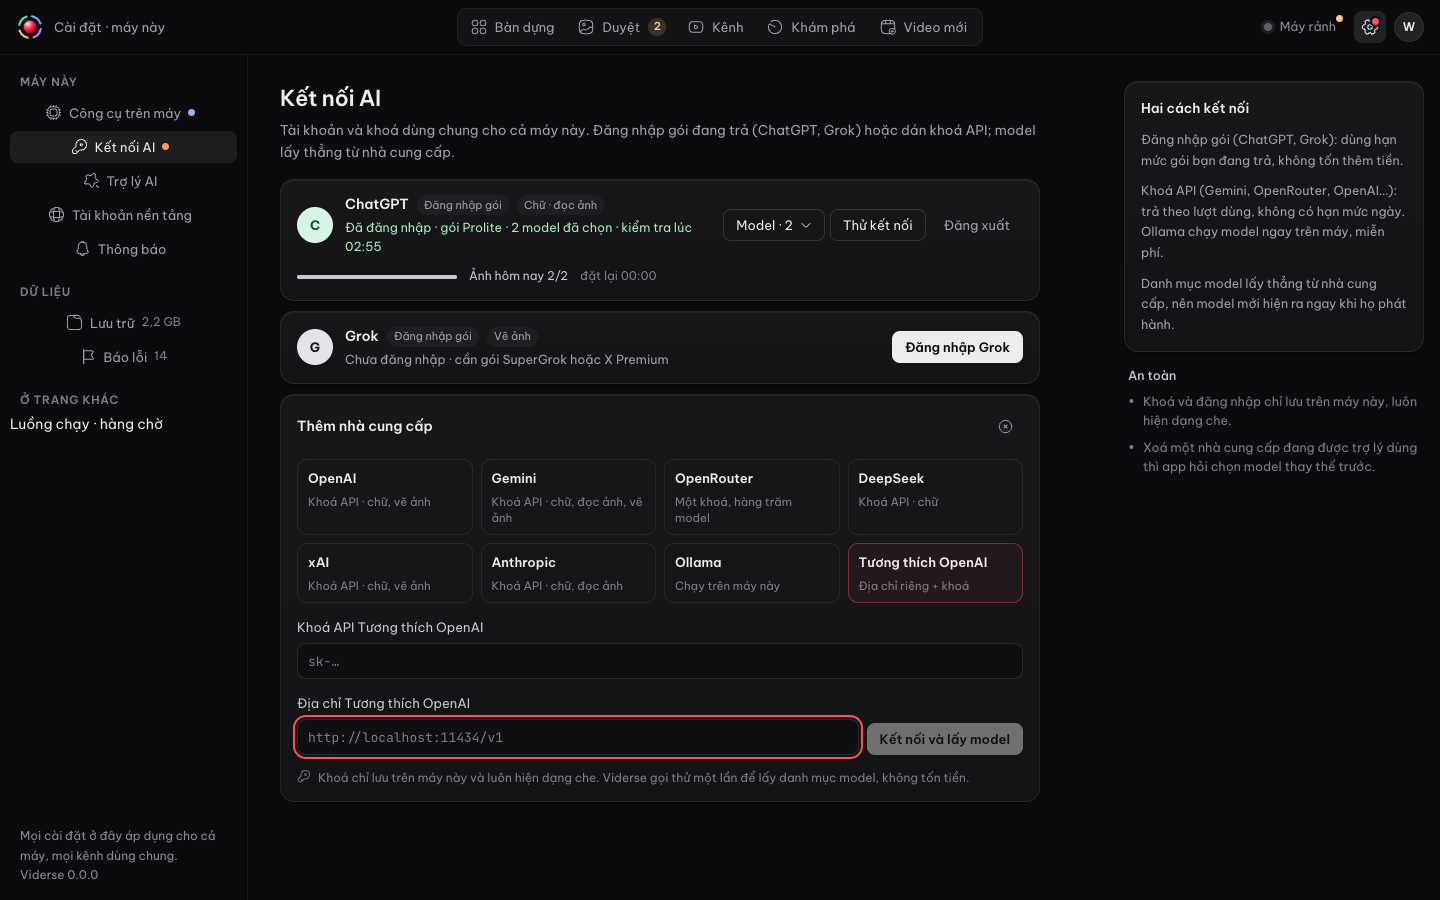 Cài đặt · máy này
Bàn dựng
Duyệt 2
Kênh
Khám phá
Video mới
Máy rảnh
W
MÁY NÀY
Công cụ trên máy
Kết nối AI
Trợ lý AI
Tài khoản nền tảng
Thông báo
DỮ LIỆU
Lưu trữ 2,2 GB
Báo lỗi 14
Ở TRANG KHÁC
Luồng chạy · hàng chờ
Mọi cài đặt ở đây áp dụng cho cả
máy, mọi kênh dùng chung.
Viderse 0.0.0
Kết nối AI
Tài khoản và khoá dùng chung cho cả máy này. Đăng nhập gói đang trả (ChatGPT, Grok) hoặc dán khoá API; model
lấy thẳng từ nhà cung cấp.
C
ChatGPT Đăng nhập gói Chữ · đọc ảnh
Đã đăng nhập · gói Prolite · 2 model đã chọn · kiểm tra lúc
02:55
Model · 2
Thử kết nối
Đăng xuất
Ảnh hôm nay 2/2 đặt lại 00:00
G
Grok Đăng nhập gói Vẽ ảnh
Chưa đăng nhập · cần gói SuperGrok hoặc X Premium
Đăng nhập Grok
Thêm nhà cung cấp
OpenAI
Khoá API · chữ, vẽ ảnh
Gemini
Khoá API · chữ, đọc ảnh, vẽ
ảnh
OpenRouter
Một khoá, hàng trăm
model
DeepSeek
Khoá API · chữ
xAI
Khoá API · chữ, vẽ ảnh
Anthropic
Khoá API · chữ, đọc ảnh
Ollama
Chạy trên máy này
Tương thích OpenAI
Địa chỉ riêng + khoá
Khoá API Tương thích OpenAI
sk-…
Địa chỉ Tương thích OpenAI
http://localhost:11434/v1
Kết nối và lấy model
Khoá chỉ lưu trên máy này và luôn hiện dạng che. Viderse gọi thử một lần để lấy danh mục model, không tốn tiền.
Hai cách kết nối
Đăng nhập gói (ChatGPT, Grok): dùng hạn
mức gói bạn đang trả, không tốn thêm tiền.
Khoá API (Gemini, OpenRouter, OpenAI…):
trả theo lượt dùng, không có hạn mức ngày.
Ollama chạy model ngay trên máy, miễn
phí.
Danh mục model lấy thẳng từ nhà cung
cấp, nên model mới hiện ra ngay khi họ phát
hành.
An toàn
• Khoá và đăng nhập chỉ lưu trên máy này, luôn
hiện dạng che.
• Xoá một nhà cung cấp đang được trợ lý dùng
thì app hỏi chọn model thay thế trước.